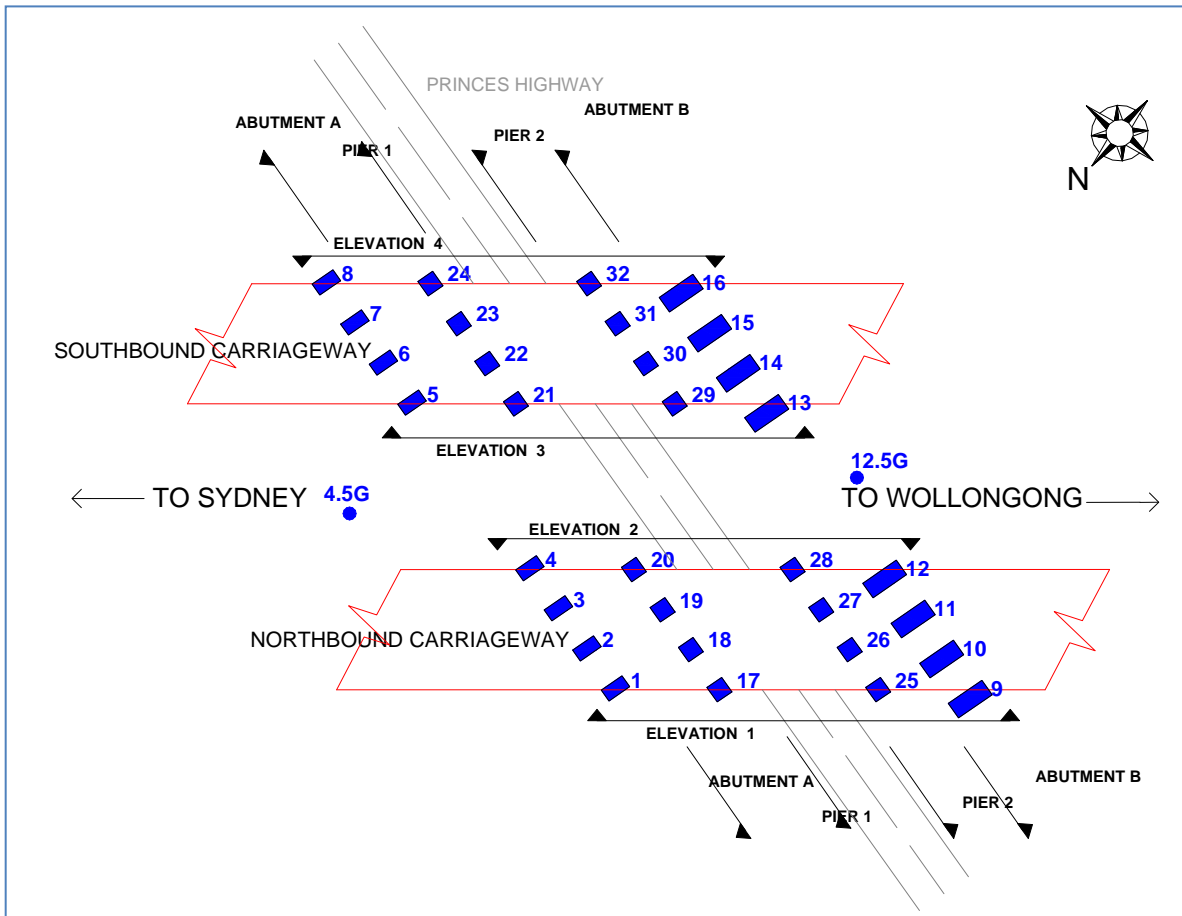 PRINCES HIGHWAY
ABUTMENT A
ABUTMENT B
PIER 1
PIER 2
N
ELEVATION 4
8
24
32
16
7
23
31
15
SOUTHBOUND CARRIAGEWAY
6
22
30
14
5
21
29
13
ELEVATION 3
TO SYDNEY
4.5G
12.5G
TO WOLLONGONG
ELEVATION 2
4
20
28
12
3
19
27
11
NORTHBOUND CARRIAGEWAY
2
18
26
10
1
17
25
9
ELEVATION 1
ABUTMENT A
ABUTMENT B
PIER 1
PIER 2